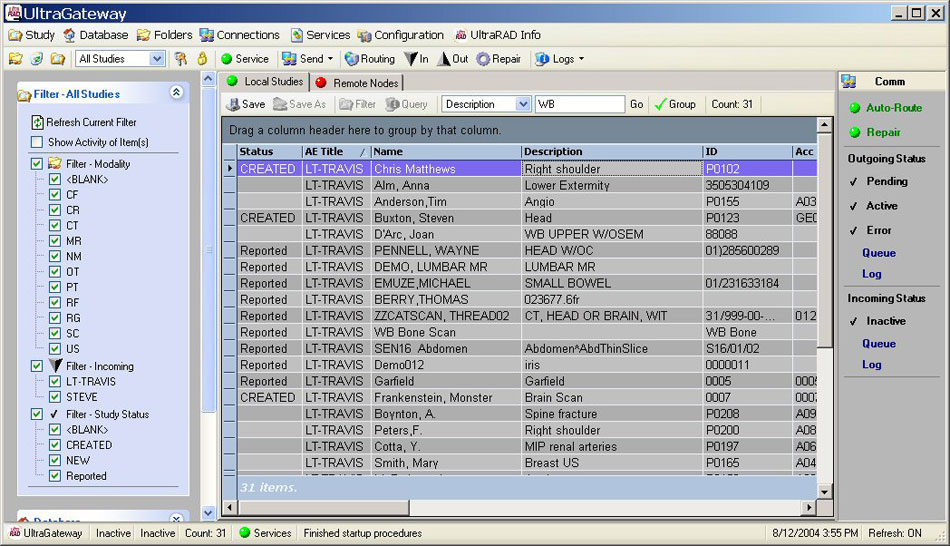 UltraGateway
Study Database Folders Connections Services Configuration UltraRAD Info
All Studies Service Send Routing In Out Repair Logs
Filter - All Studies
Refresh Current Filter
Show Activity of Item(s)
Filter - Modality
<BLANK>
CF
CR
CT
MR
NM
OT
PT
RF
RG
SC
US
Filter - Incoming
LT-TRAVIS
STEVE
Filter - Study Status
<BLANK>
CREATED
NEW
Reported
Local Studies Remote Nodes
Save Save As Filter Query Description WB Go Group Count: 31
Drag a column header here to group by that column.
Status AE Title / Name Description ID Acc
CREATED LT-TRAVIS Chris Matthews Right shoulder P0102
LT-TRAVIS Alm, Anna Lower Extermity 3505304109
LT-TRAVIS Anderson,Tim Angio P0155 A03
CREATED LT-TRAVIS Buxton, Steven Head P0123 GEO
LT-TRAVIS D'Arc, Joan WB UPPER W/OSEM 88088
Reported LT-TRAVIS PENNELL, WAYNE HEAD W/OC 01)285600289
Reported LT-TRAVIS DEMO, LUMBAR MR LUMBAR MR
Reported LT-TRAVIS EMUZE,MICHAEL SMALL BOWEL 01/231633184
Reported LT-TRAVIS BERRY,THOMAS 023677.6fr
Reported LT-TRAVIS ZZCATSCAN, THREAD02 CT, HEAD OR BRAIN, WIT 31/999-00-... 012
Reported LT-TRAVIS WB Bone Scan WB Bone
Reported LT-TRAVIS SEN16 Abdomen Abdomen^AbdThinSlice S16/01/02
Reported LT-TRAVIS Demo012 iris 0000011
Reported LT-TRAVIS Garfield Garfield 0005 000
CREATED LT-TRAVIS Frankenstein, Monster Brain Scan 0007 000
LT-TRAVIS Boynton, A. Spine fracture P0208 A09
LT-TRAVIS Peters,F. Right shoulder P0200 A08
LT-TRAVIS Cotta, Y. MIP renal arteries P0197 A06
LT-TRAVIS Smith, Mary Breast US P0165 A04
31 items.
Comm
Auto-Route
Repair
Outgoing Status
Pending
Active
Error
Queue
Log
Incoming Status
Inactive
Queue
Log
UltraGateway Inactive Inactive Count: 31 Services Finished startup procedures 8/12/2004 3:55 PM Refresh: ON